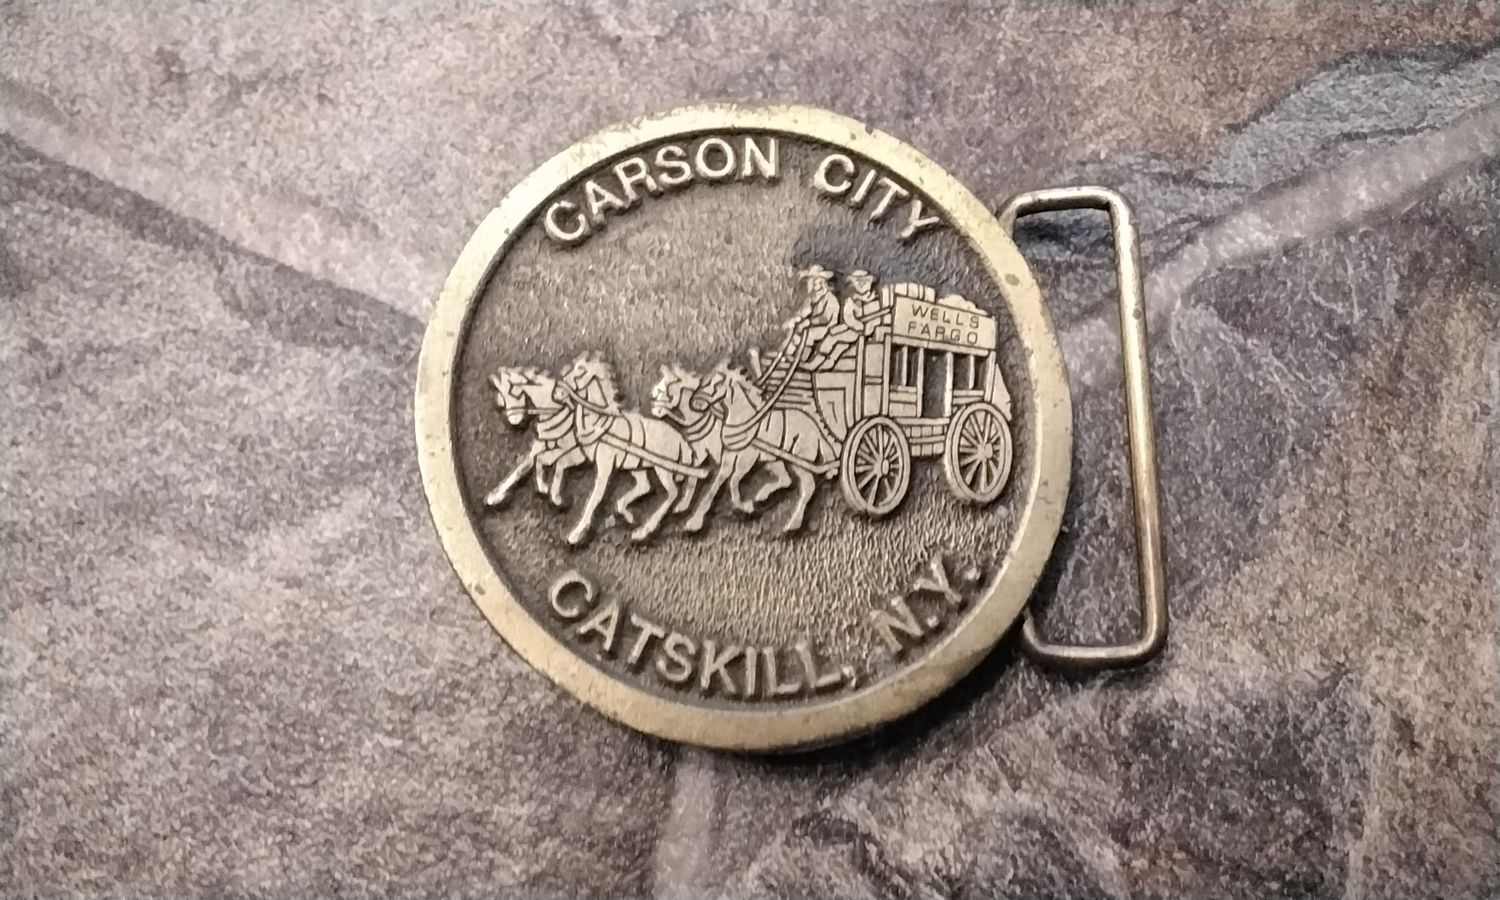 CARSON CITY
WELLS
FARGO
CATSKILL, N.Y.